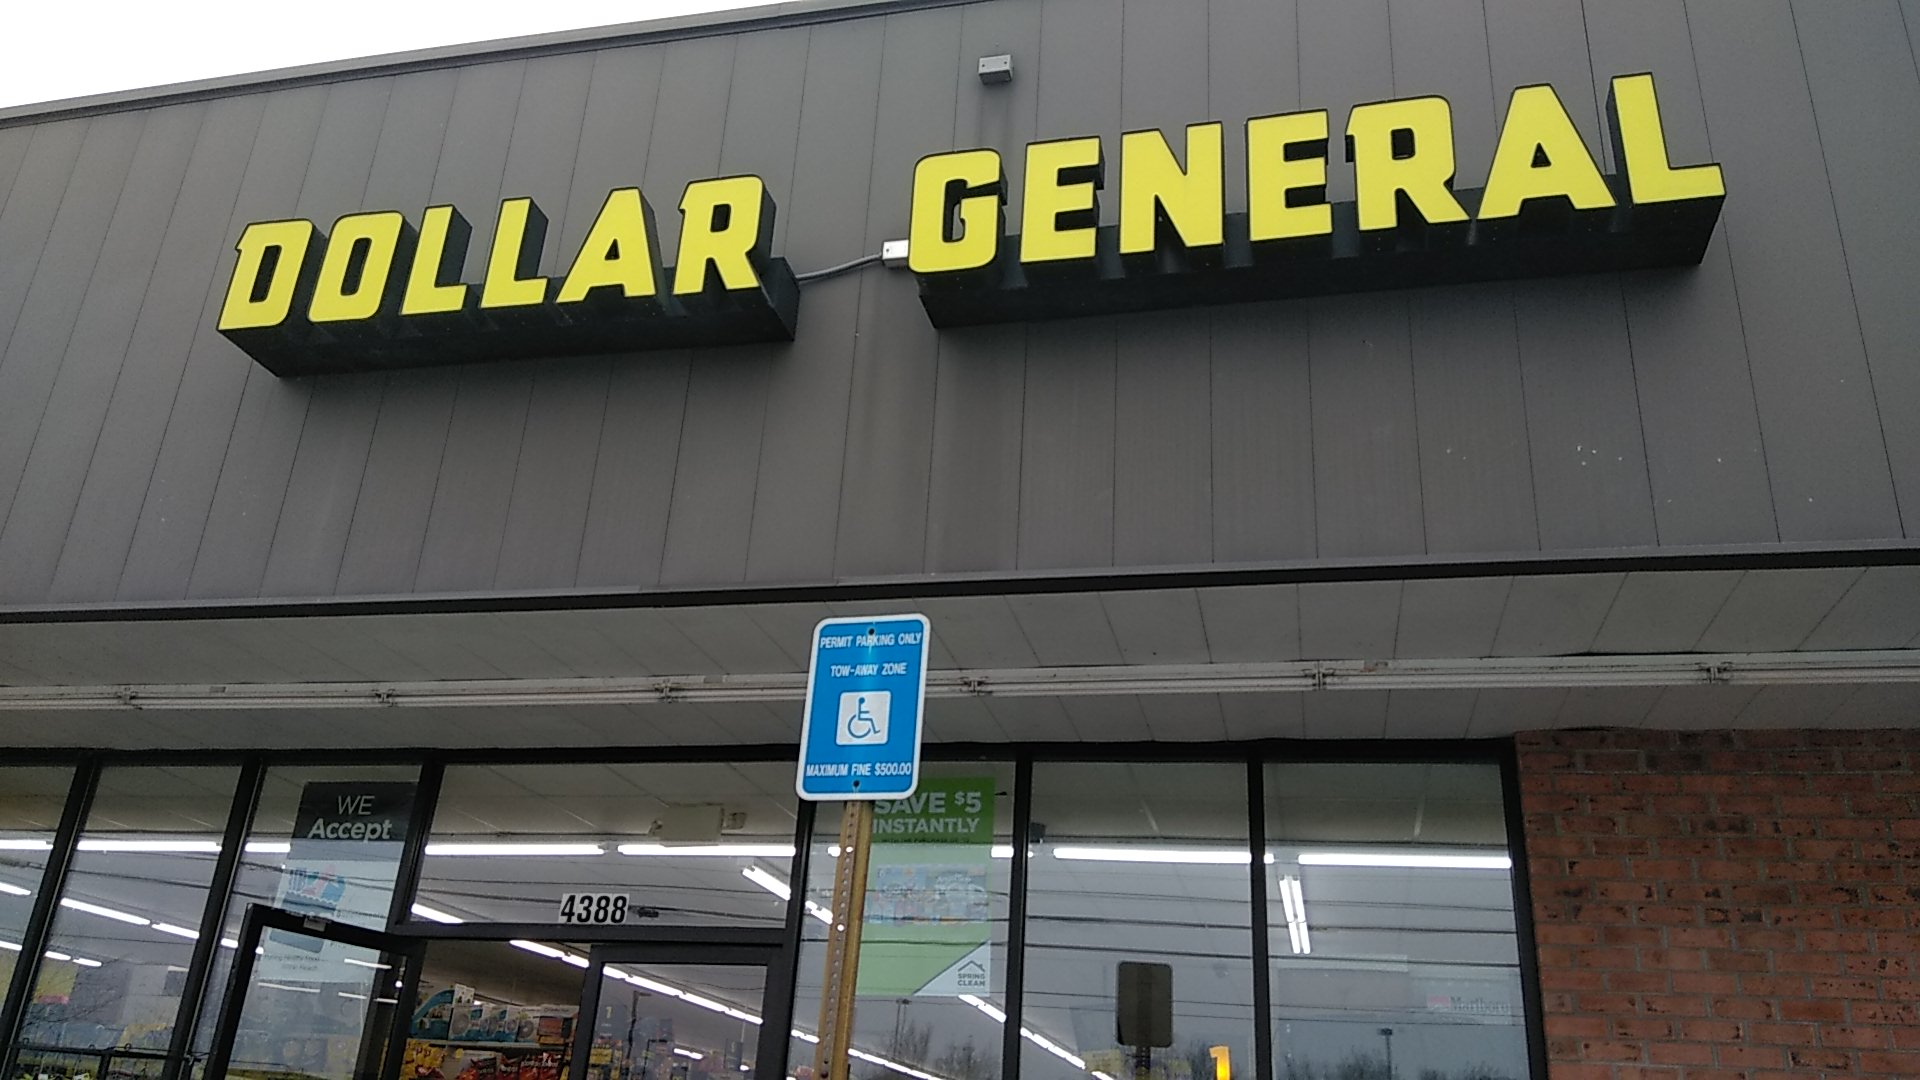 DOLLAR GENERAL
PERMIT PARKING ONLY
TOW-AWAY ZONE
MAXIMUM FINE $500.00
WE
Accept
SAVE $5
INSTANTLY
4388
SPRING
CLEAN
Marlboro